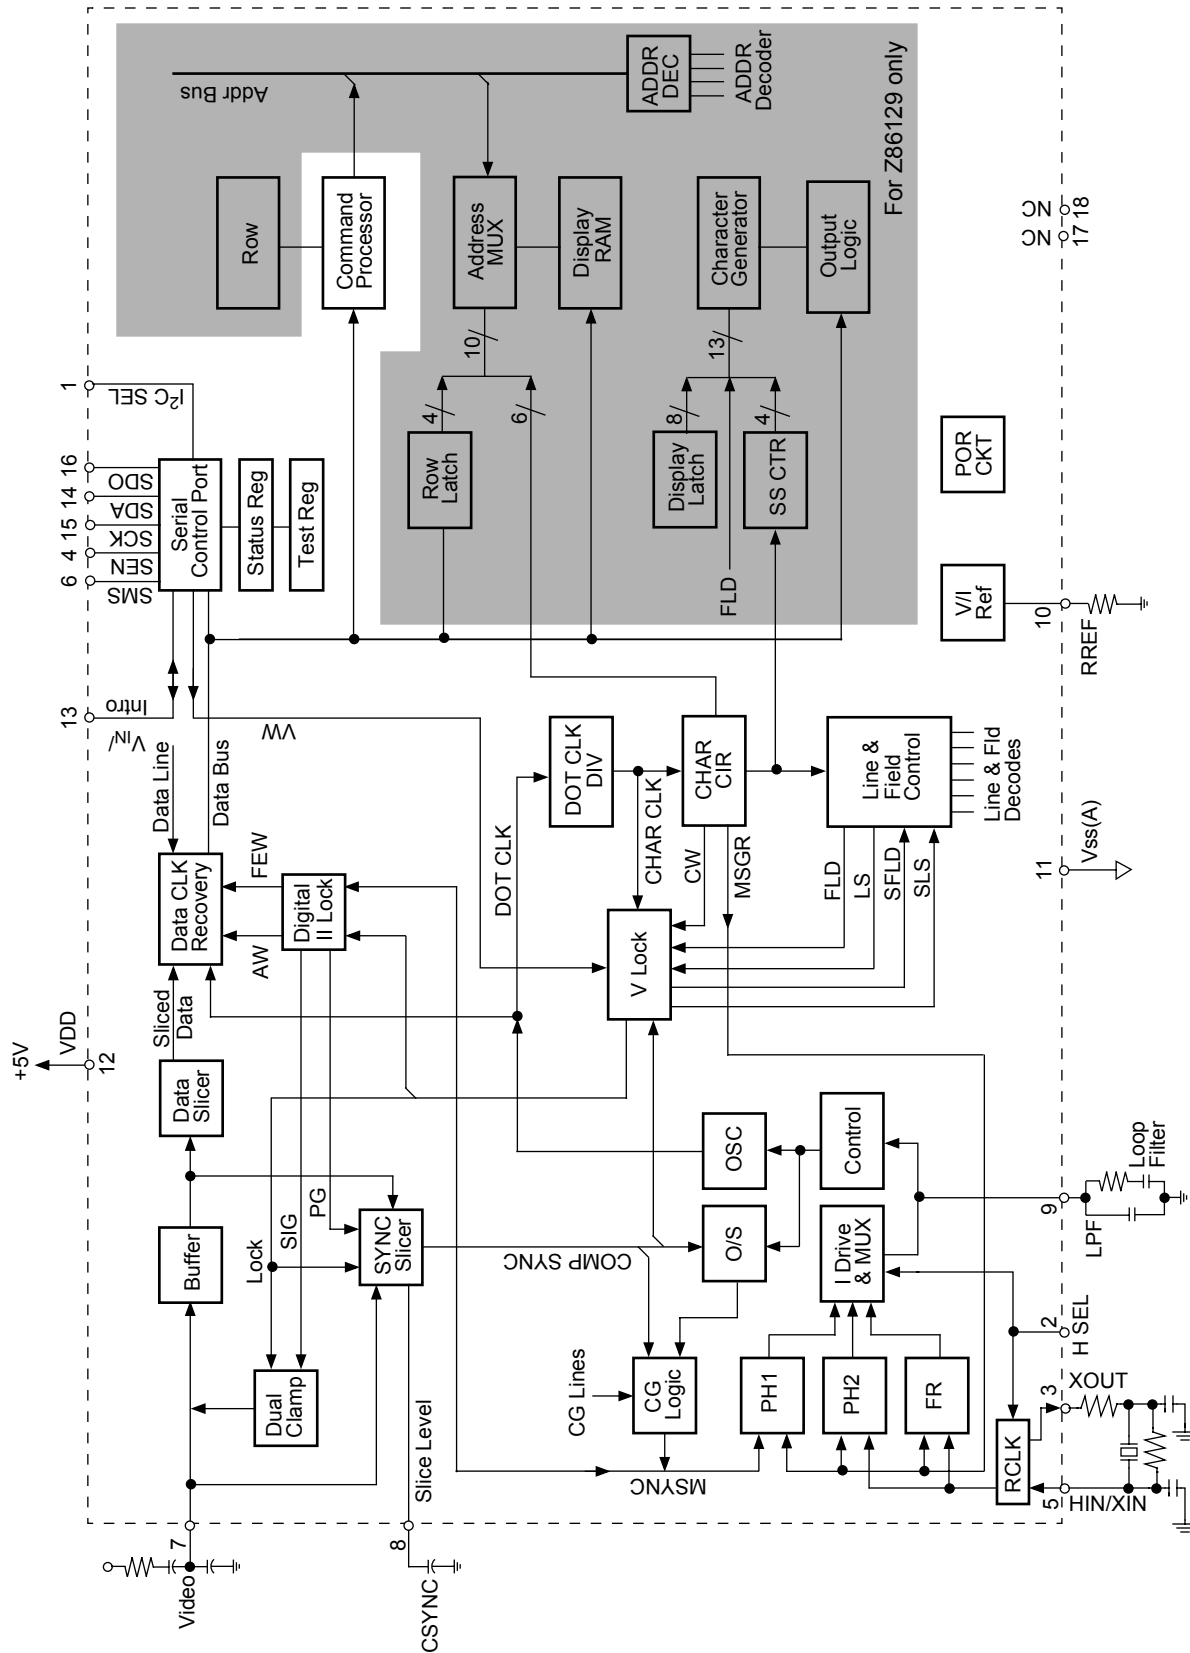 +5V
VDD
12
13
VIN/
Intro
6
4
15
14
16
1
SMS
SEN
SCK
SDA
SDO
I²C SEL
Serial
Control Port
Status Reg
Test Reg
Row
Command
Processor
Addr Bus
ADDR
DEC
ADDR
Decoder
For Z86129 only
Address
MUX
Display
RAM
Character
Generator
Output
Logic
10
13
4
6
8
4
Row
Latch
Display
Latch
FLD
SS CTR
POR
CKT
V/I
Ref
10
RREF
NC
NC
17
18
Video
7
Buffer
Data
Slicer
Sliced
Data
Data CLK
Recovery
Data Line
Data Bus
VW
AW
FEW
Digital
II Lock
Lock
SIG
PG
Dual
Clamp
SYNC
Slicer
Slice Level
8
CSYNC
COMP SYNC
DOT CLK
DOT CLK
DIV
CHAR CLK
CHAR
CIR
CW
MSGR
V Lock
FLD
LS
SFLD
SLS
Line &
Field
Control
Line & Fld
Decodes
11
Vss(A)
OSC
Control
O/S
I Drive
& MUX
CG Lines
CG
Logic
MSYNC
PH1
PH2
FR
RCLK
9
LPF
Loop
Filter
2
H SEL
3
XOUT
5
HIN/XIN